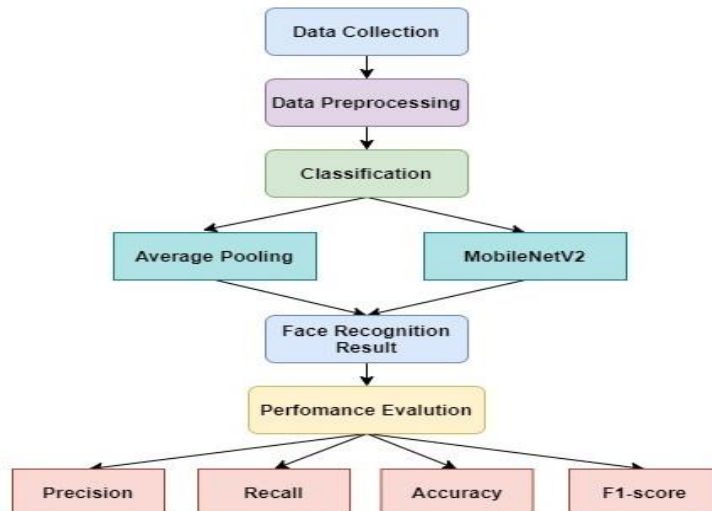 Data Collection
Data Preprocessing
Classification
Average Pooling
MobileNetV2
Face Recognition
Result
Perfomance Evalution
Precision
Recall
Accuracy
F1-score